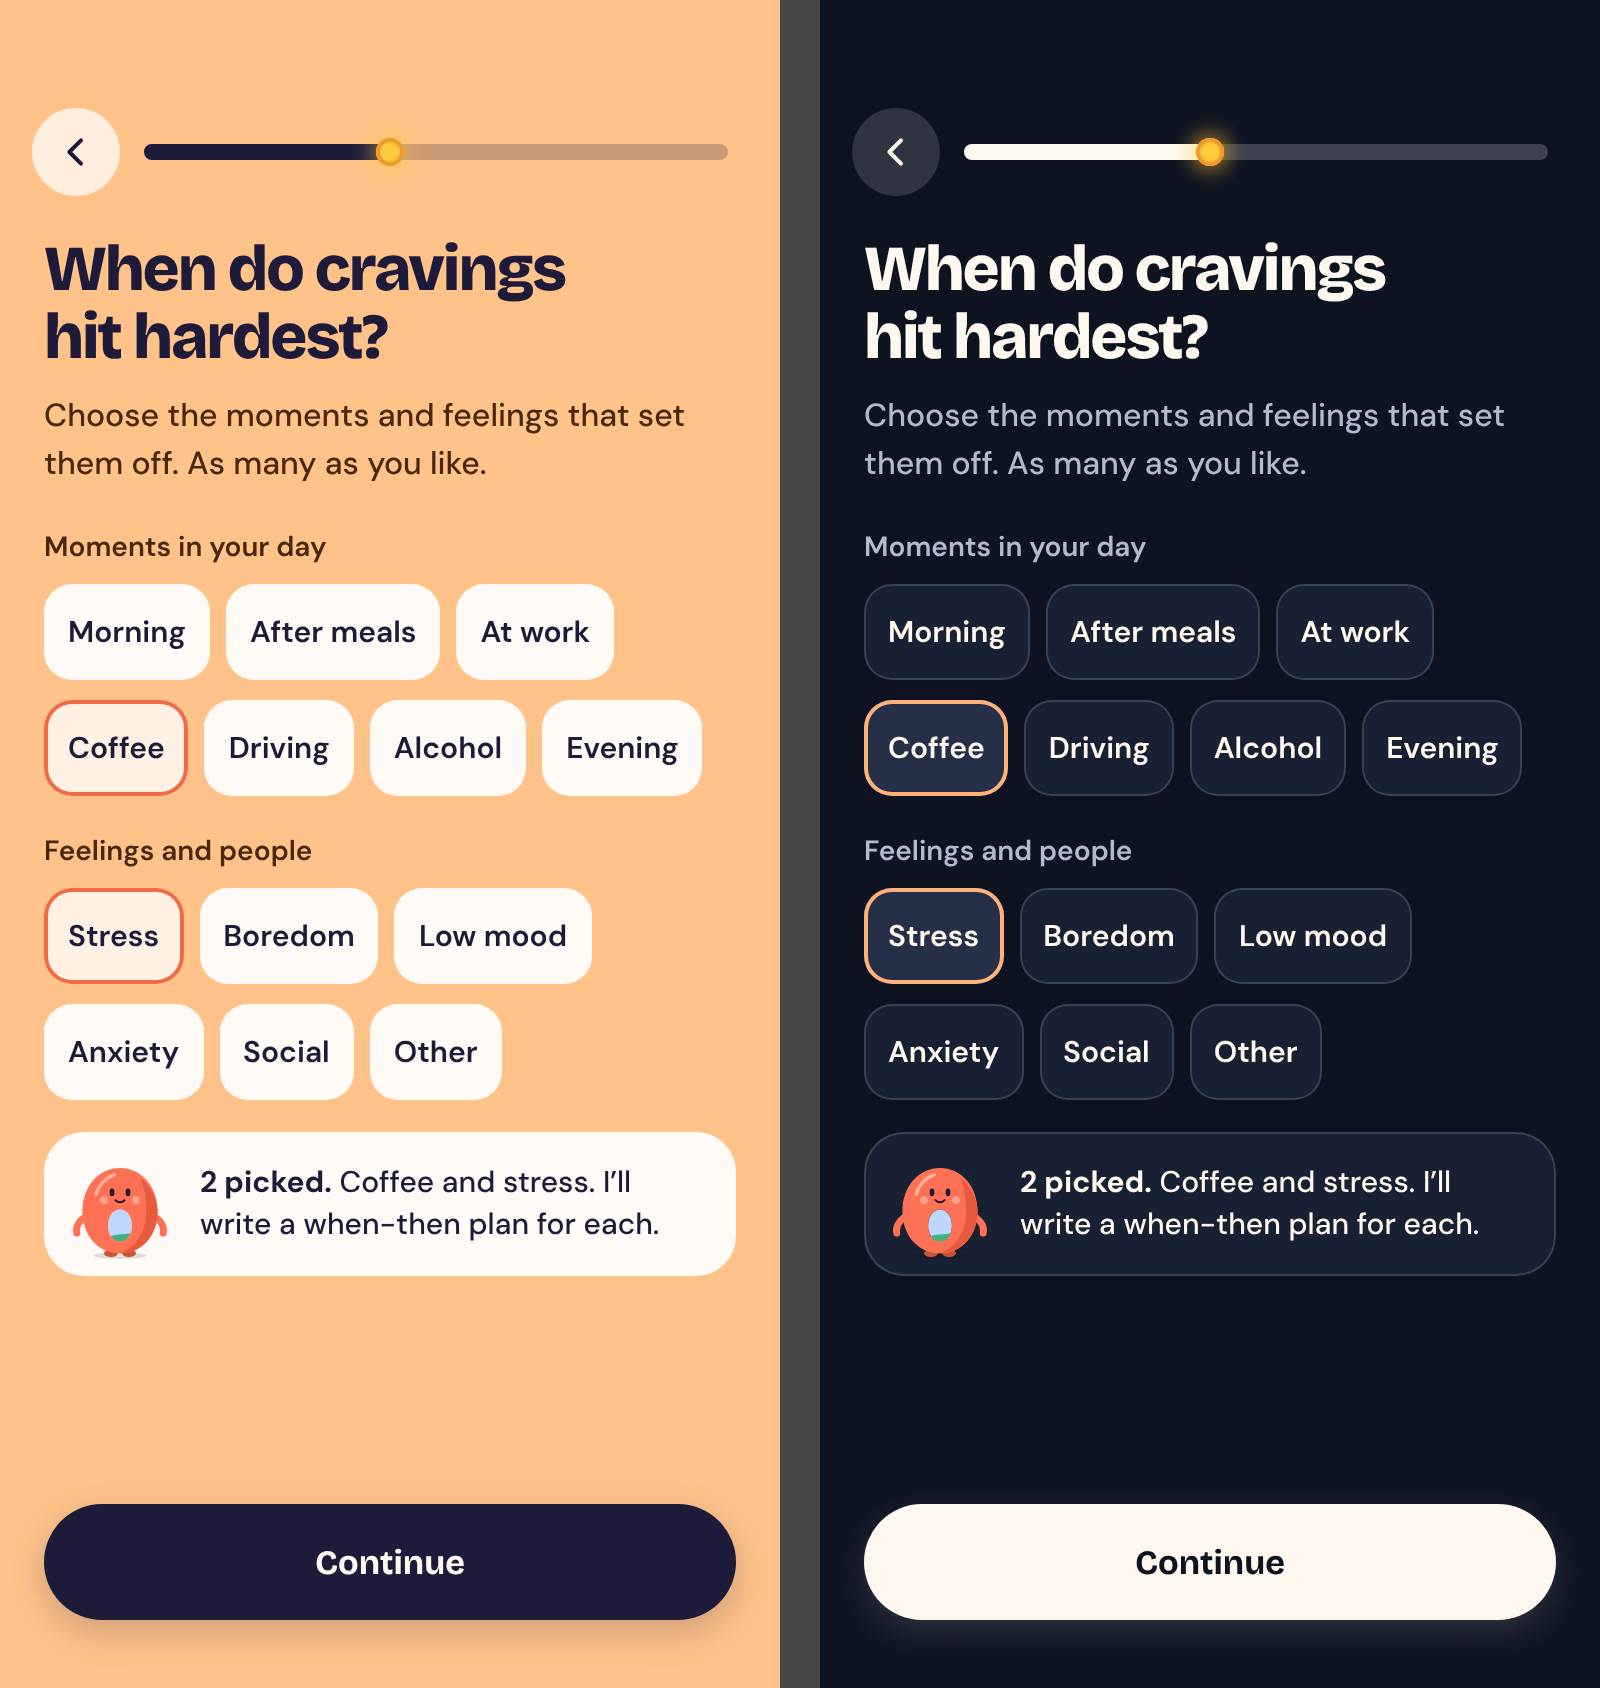 When do cravings
hit hardest?
Choose the moments and feelings that set
them off. As many as you like.
Moments in your day
Morning
After meals
At work
Coffee
Driving
Alcohol
Evening
Feelings and people
Stress
Boredom
Low mood
Anxiety
Social
Other
2 picked. Coffee and stress. I’ll
write a when-then plan for each.
Continue
When do cravings
hit hardest?
Choose the moments and feelings that set
them off. As many as you like.
Moments in your day
Morning
After meals
At work
Coffee
Driving
Alcohol
Evening
Feelings and people
Stress
Boredom
Low mood
Anxiety
Social
Other
2 picked. Coffee and stress. I’ll
write a when-then plan for each.
Continue